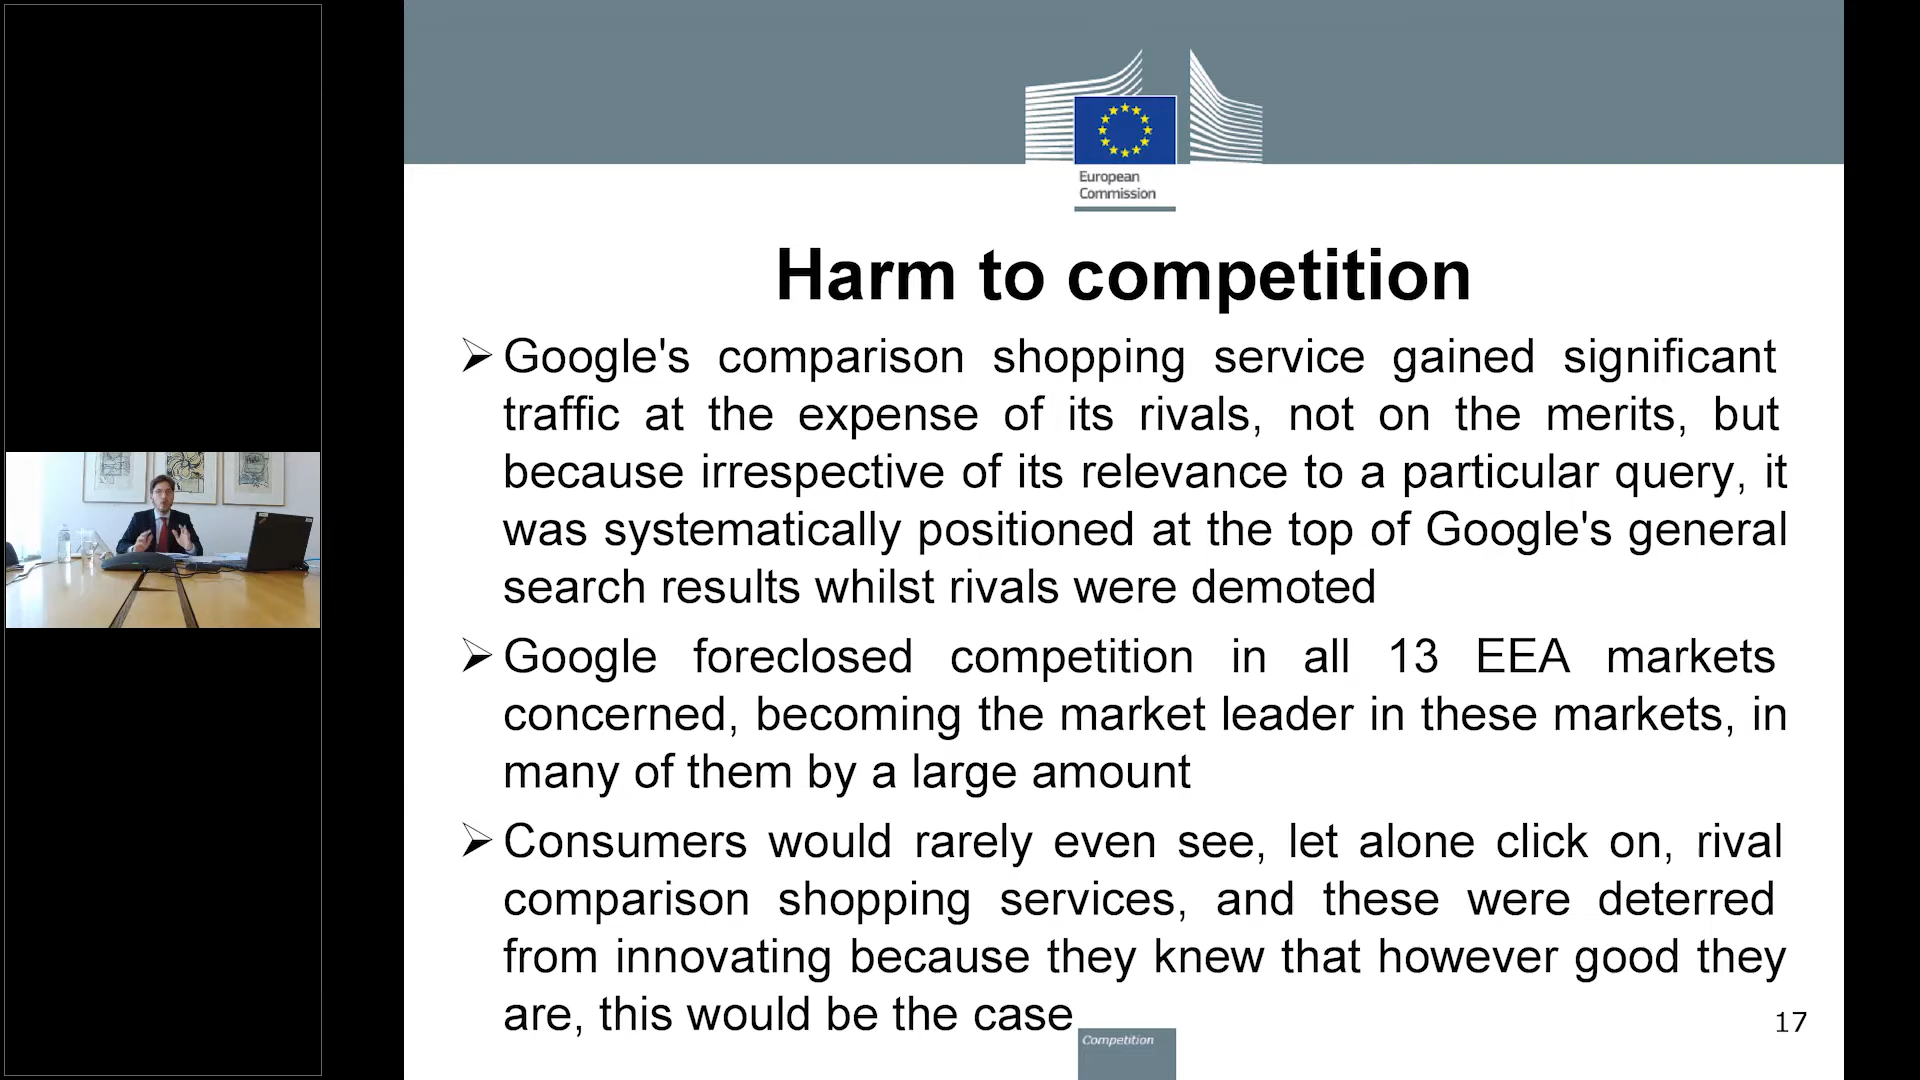 European
Commission
Harm to competition
➢ Google's comparison shopping service gained significant
traffic at the expense of its rivals, not on the merits, but
because irrespective of its relevance to a particular query, it
was systematically positioned at the top of Google's general
search results whilst rivals were demoted
➢ Google foreclosed competition in all 13 EEA markets
concerned, becoming the market leader in these markets, in
many of them by a large amount
➢ Consumers would rarely even see, let alone click on, rival
comparison shopping services, and these were deterred
from innovating because they knew that however good they
are, this would be the case
17
Competition